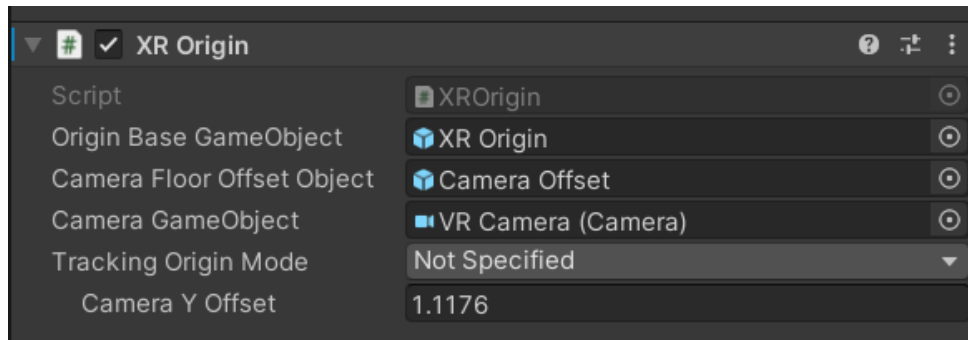 XR Origin
Script XROrigin
Origin Base GameObject XR Origin
Camera Floor Offset Object Camera Offset
Camera GameObject VR Camera (Camera)
Tracking Origin Mode Not Specified
Camera Y Offset 1.1176